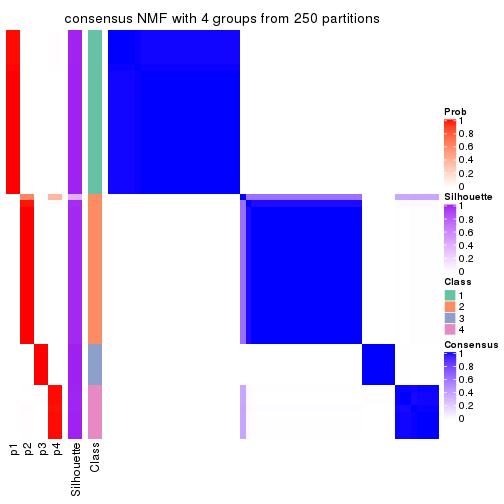 consensus NMF with 4 groups from 250 partitions
Prob
1
0.8
0.6
0.4
0.2
0
Silhouette
1
0.8
0.6
0.4
0.2
0
Class
1
2
3
4
Consensus
1
0.8
0.6
0.4
0.2
0
p1
p2
p3
p4
Silhouette
Class